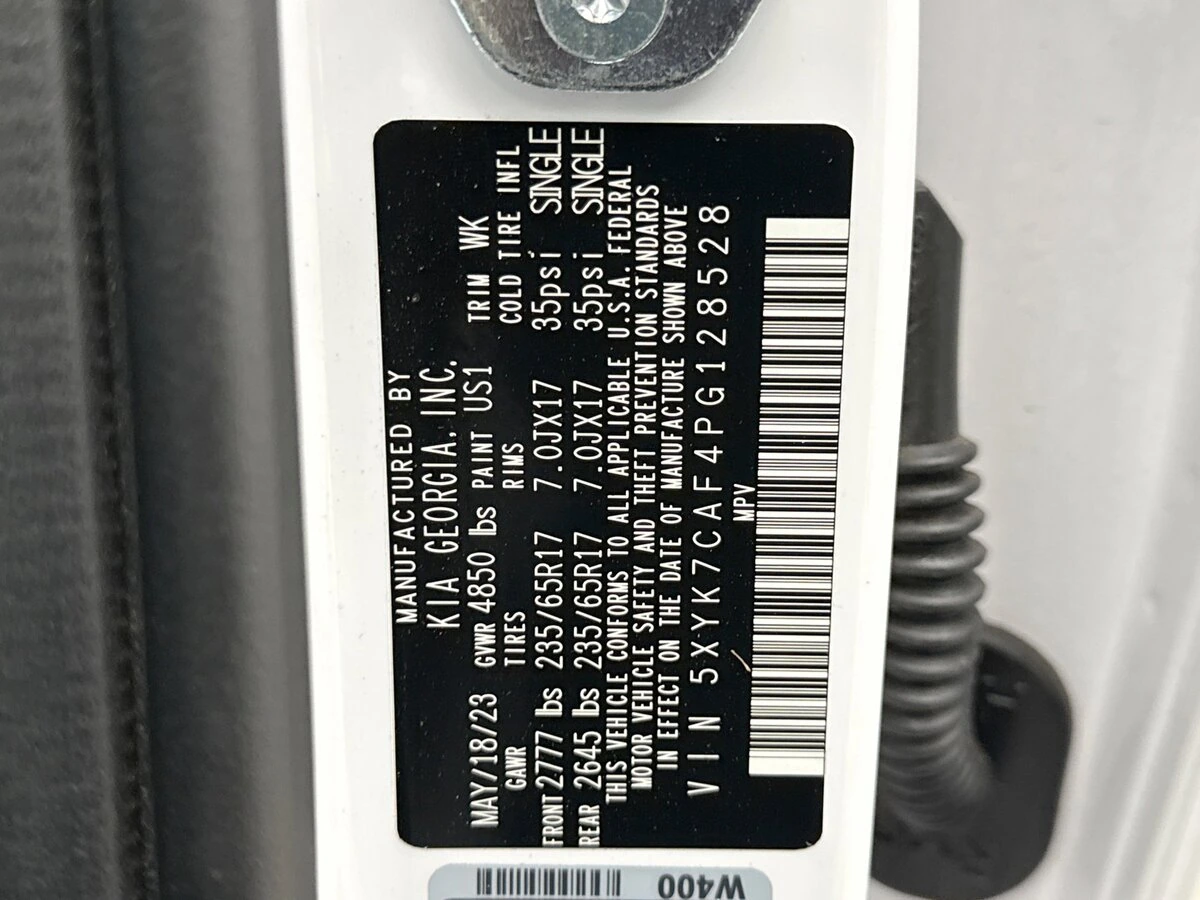 MANUFACTURED BY
KIA GEORGIA. INC.
MAY/18/23 GVWR 4850 lbs PAINT US1 TRIM WK
GAWR TIRES RIMS COLD TIRE INFL
FRONT 2777 lbs 235/65R17 7.0JX17 35psi SINGLE
REAR 2645 lbs 235/65R17 7.0JX17 35psi SINGLE
THIS VEHICLE CONFORMS TO ALL APPLICABLE U.S.A. FEDERAL
MOTOR VEHICLE SAFETY AND THEFT PREVENTION STANDARDS
IN EFFECT ON THE DATE OF MANUFACTURE SHOWN ABOVE
VIN 5XYK7CAF4PG128528
MPV
W400